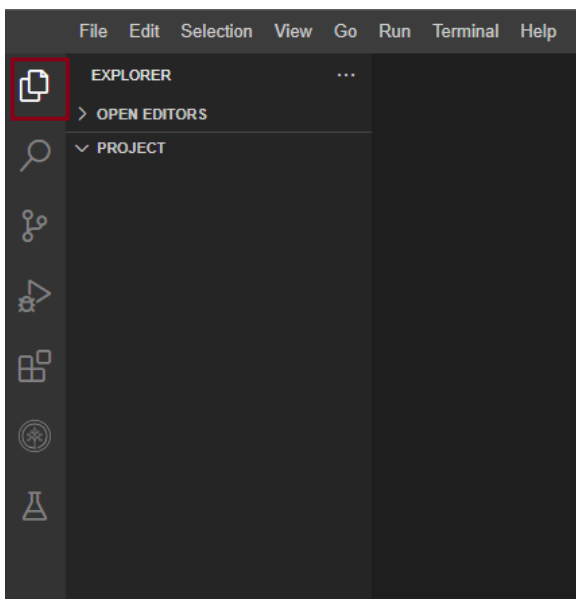 File Edit Selection View Go Run Terminal Help
EXPLORER ...
OPEN EDITORS
PROJECT